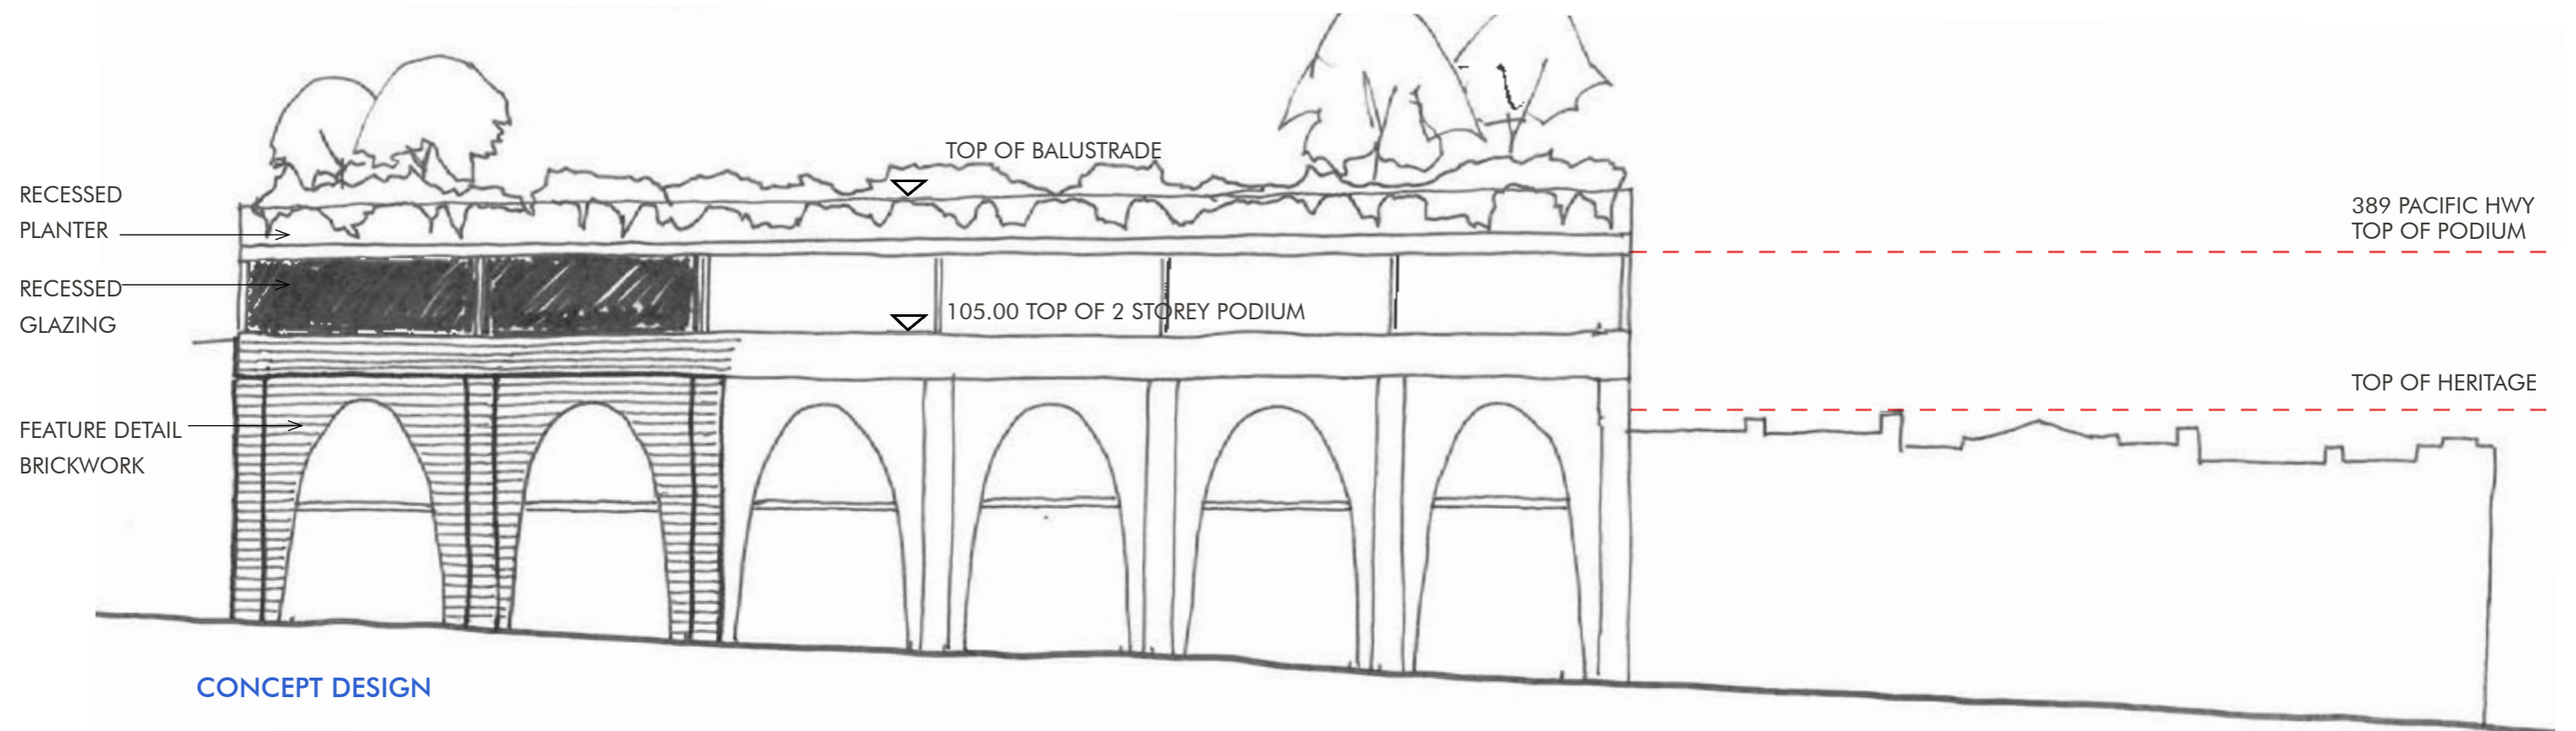 TOP OF BALUSTRADE
RECESSED
PLANTER
389 PACIFIC HWY
TOP OF PODIUM
RECESSED
GLAZING
105.00 TOP OF 2 STOREY PODIUM
TOP OF HERITAGE
FEATURE DETAIL
BRICKWORK
CONCEPT DESIGN